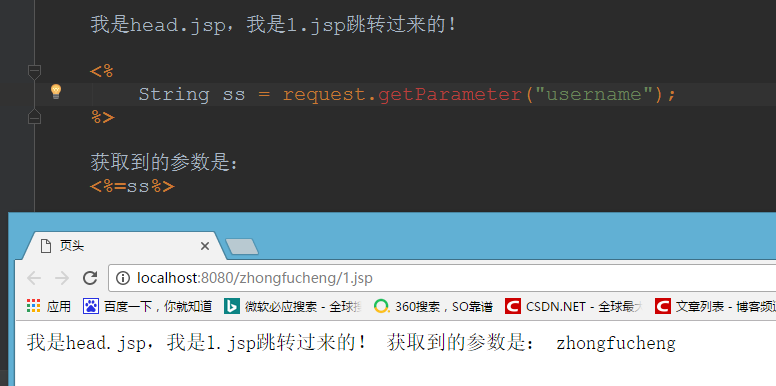 我是head.jsp，我是1.jsp跳转过来的！
<%
String ss = request.getParameter("username");
%>
获取到的参数是：
<%=ss%>
页头
localhost:8080/zhongfucheng/1.jsp
应用 百度一下，你就知道 微软必应搜索 - 全球搜 360搜索，SO靠谱 CSDN.NET - 全球最大 文章列表 - 博客频道
我是head.jsp，我是1.jsp跳转过来的！ 获取到的参数是： zhongfucheng